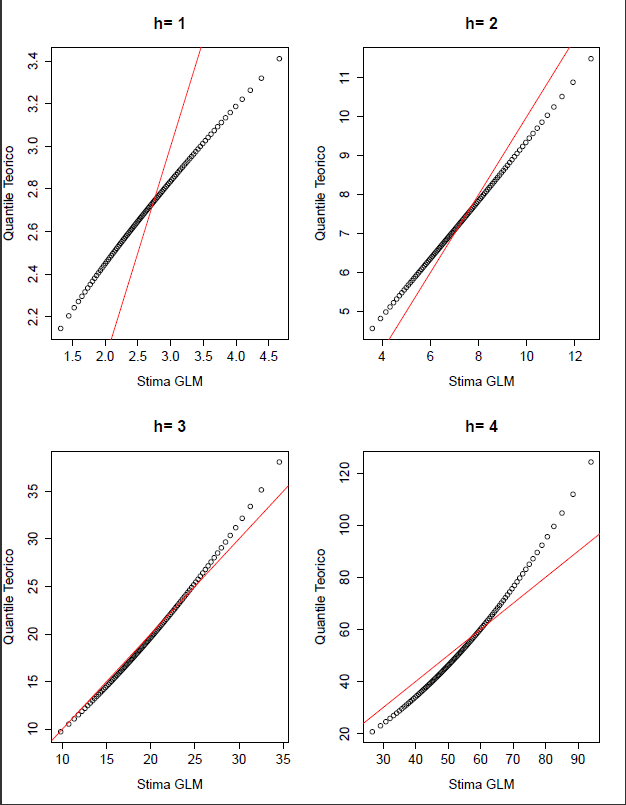 h= 1
h= 2
Quantile Teorico
2.2 2.4 2.6 2.8 3.0 3.2 3.4
1.5 2.0 2.5 3.0 3.5 4.0 4.5
Stima GLM
Quantile Teorico
5 6 7 8 9 10 11
4 6 8 10 12
Stima GLM
h= 3
h= 4
Quantile Teorico
10 15 20 25 30 35
10 15 20 25 30 35
Stima GLM
Quantile Teorico
20 40 60 80 100 120
30 40 50 60 70 80 90
Stima GLM